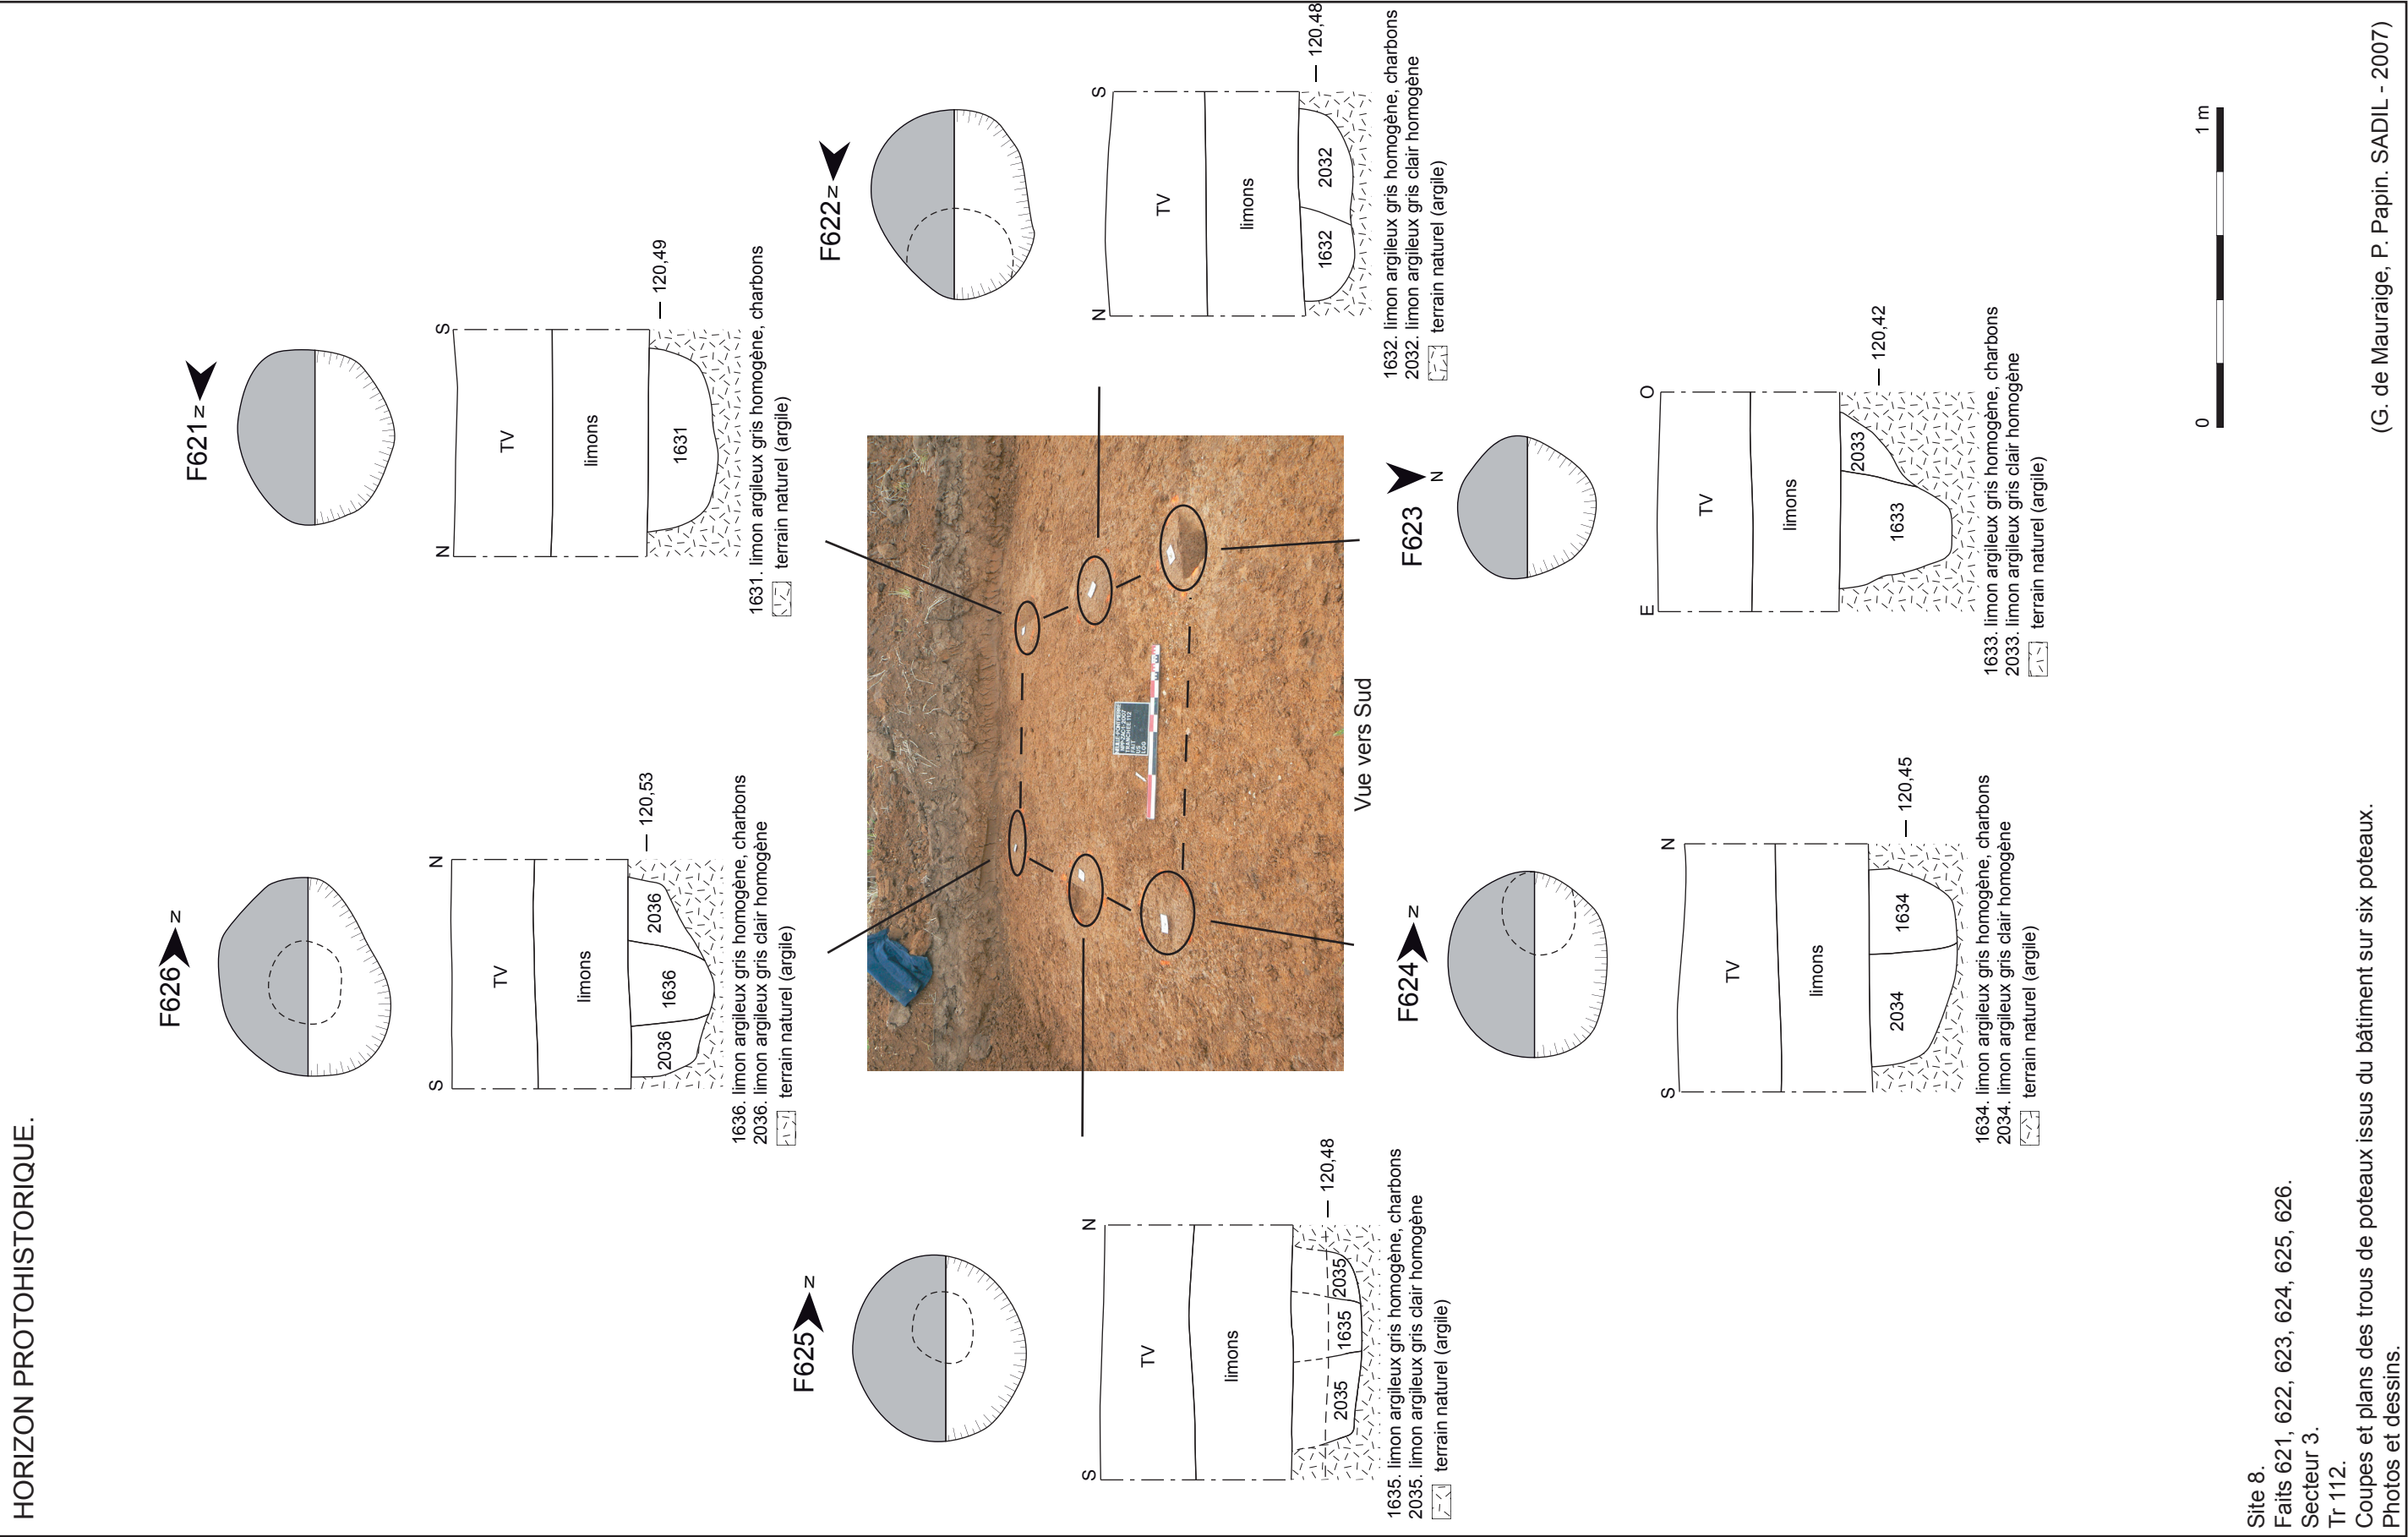 HORIZON PROTOHISTORIQUE.
F626
N
S
N
TV
limons
2036
1636
2036
120,53
1636. limon argileux gris homogène, charbons
2036. limon argileux gris clair homogène
terrain naturel (argile)
F621
N
N
S
TV
limons
1631
120,49
1631. limon argileux gris homogène, charbons
terrain naturel (argile)
F625
N
S
N
TV
limons
2035
1635
2035
120,48
1635. limon argileux gris homogène, charbons
2035. limon argileux gris clair homogène
terrain naturel (argile)
F622
N
N
S
TV
limons
1632
2032
120,48
1632. limon argileux gris homogène, charbons
2032. limon argileux gris clair homogène
terrain naturel (argile)
TRANCHEE 112
US
LOG
Vue vers Sud
F624
N
S
N
TV
limons
2034
1634
120,45
1634. limon argileux gris homogène, charbons
2034. limon argileux gris clair homogène
terrain naturel (argile)
F623
N
E
O
TV
limons
1633
2033
120,42
1633. limon argileux gris homogène, charbons
2033. limon argileux gris clair homogène
terrain naturel (argile)
0
1 m
Site 8.
Faits 621, 622, 623, 624, 625, 626.
Secteur 3.
Tr 112.
Coupes et plans des trous de poteaux issus du bâtiment sur six poteaux.
Photos et dessins.
(G. de Mauraige, P. Papin. SADIL - 2007)